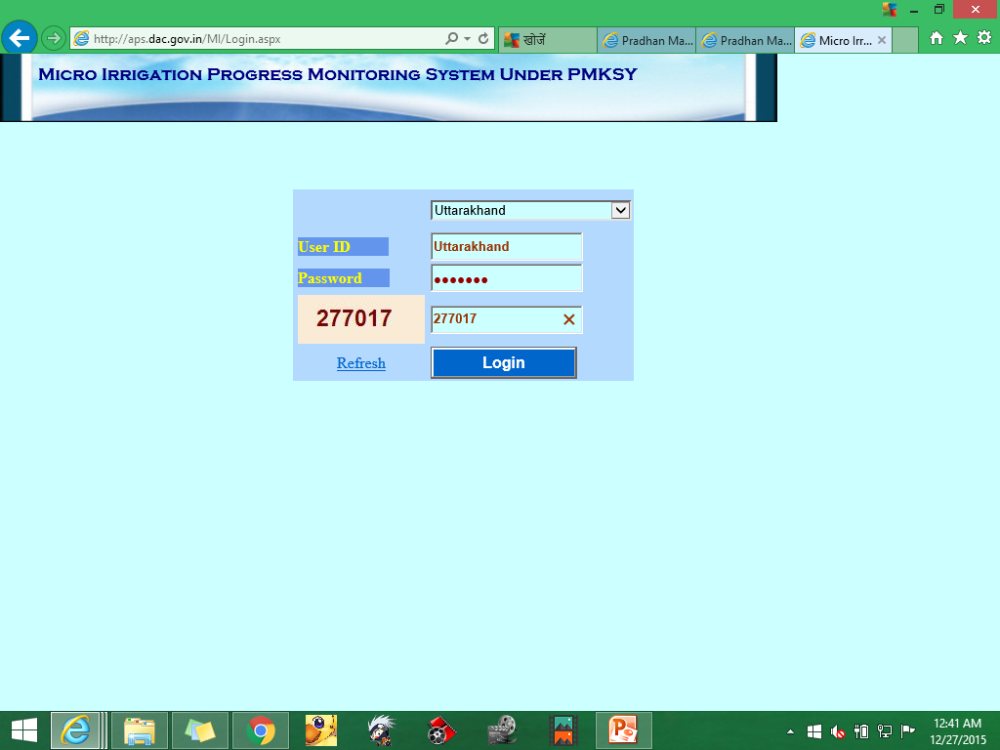 http://aps.dac.gov.in/MI/Login.aspx
खोजें
Pradhan Ma...
Pradhan Ma...
Micro Irr...
Micro Irrigation Progress Monitoring System Under PMKSY
Uttarakhand
User ID
Uttarakhand
Password
277017
277017
Refresh
Login
12:41 AM
12/27/2015